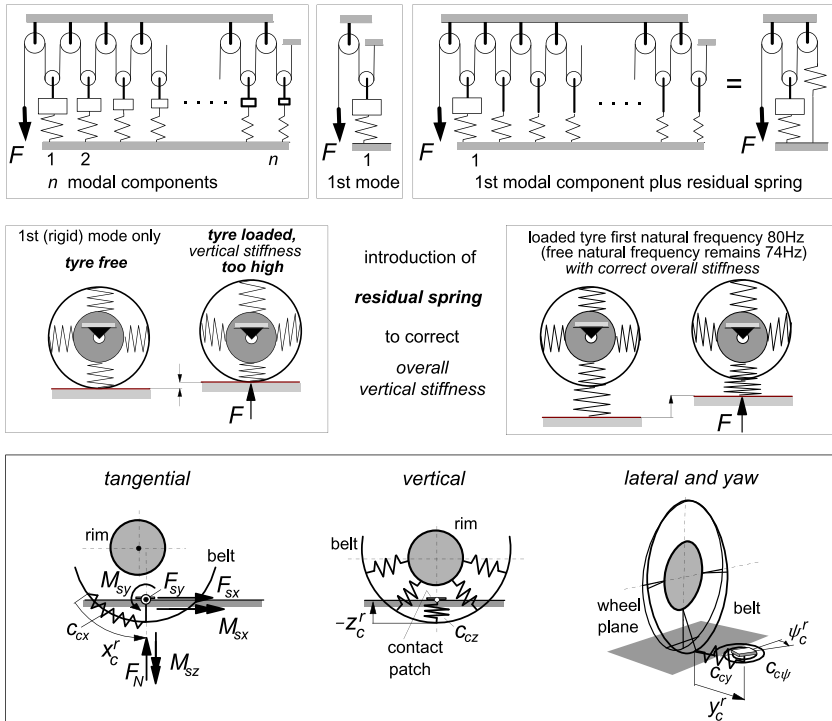 F
1
2
n
n modal components
F
1
1st mode
F
1
=
F
1
1st modal component plus residual spring
1st (rigid) mode only
tyre free
tyre loaded,
vertical stiffness
too high
F
introduction of
residual spring
to correct
overall
vertical stiffness
loaded tyre first natural frequency 80Hz
(free natural frequency remains 74Hz)
with correct overall stiffness
F
tangential
rim
belt
M_sy
F_sy
F_sx
M_sx
c_cx
x_c^r
F_N
M_sz
vertical
belt
rim
-z_c^r
c_cz
contact
patch
lateral and yaw
wheel
plane
belt
ψ_c^r
c_cy
c_cψ
y_c^r